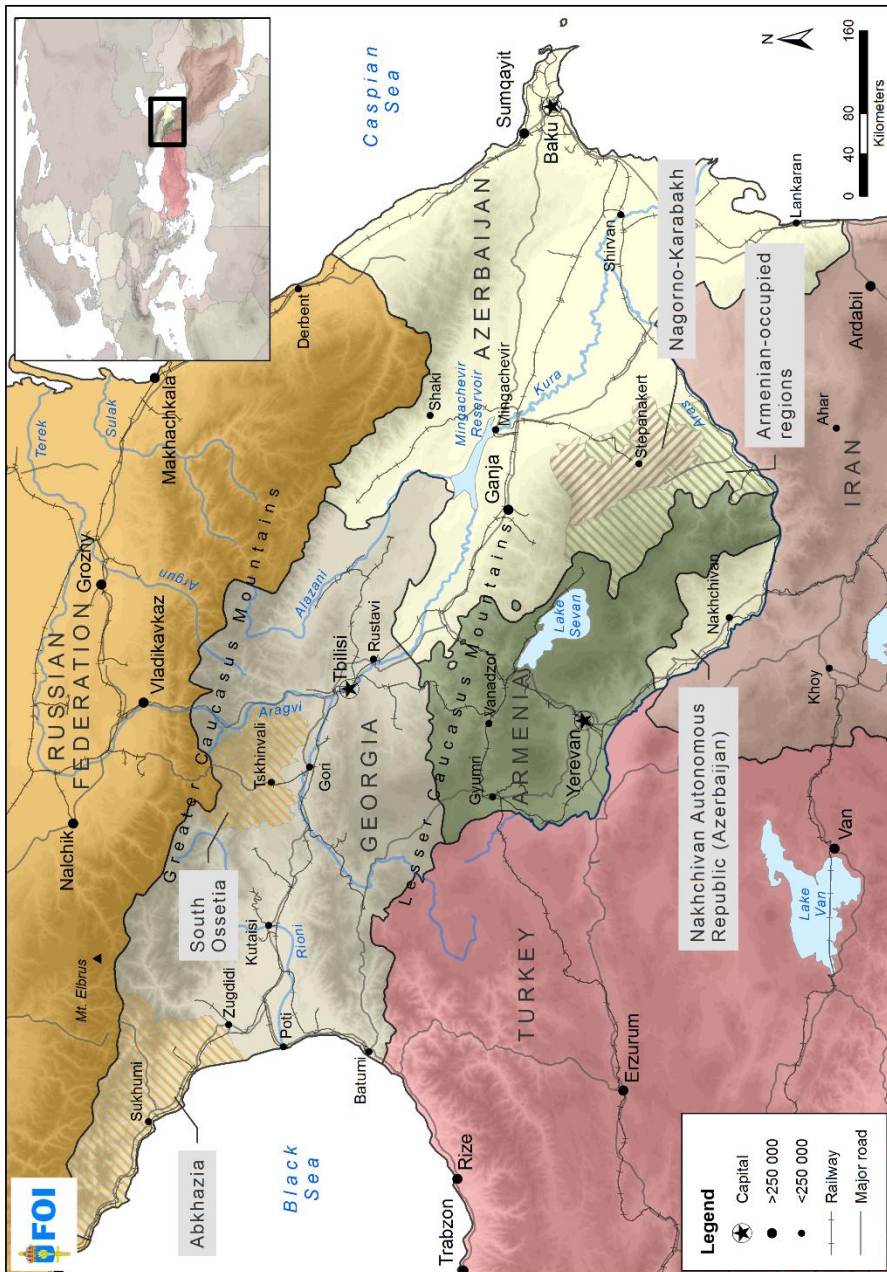 FOI
RUSSIAN
FEDERATION
Terek
Sulak
Makhachkala
Grozny
Argun
Vladikavkaz
Nalchik
Mt. Elbrus
Derbent
Caspian
Sea
Greater Caucasus Mountains
Sukhumi
Abkhazia
Zugdidi
South
Ossetia
Tskhinvali
Aragvi
Kutaisi
Rioni
Poti
Gori
Black
Sea
Batumi
GEORGIA
Tbilisi
Rustavi
Alazani
Shaki
Mingachevir
Reservoir
Mingachevir
AZERBAIJAN
Sumqayit
Baku
Kura
Ganja
Shirvan
Lesser Caucasus Mountains
Gyumri
Vanadzor
ARMENIA
Lake
Sevan
Yerevan
Stepanakert
Nagorno-Karabakh
Aras
Armenian-occupied
regions
Lankaran
Trabzon
Rize
TURKEY
Erzurum
Nakhchivan
Nakhchivan Autonomous
Republic (Azerbaijan)
Lake
Van
Van
Khoy
Ahar
Ardabil
IRAN
Legend
Capital
>250 000
<250 000
Railway
Major road
N
0 40 80 160
Kilometers